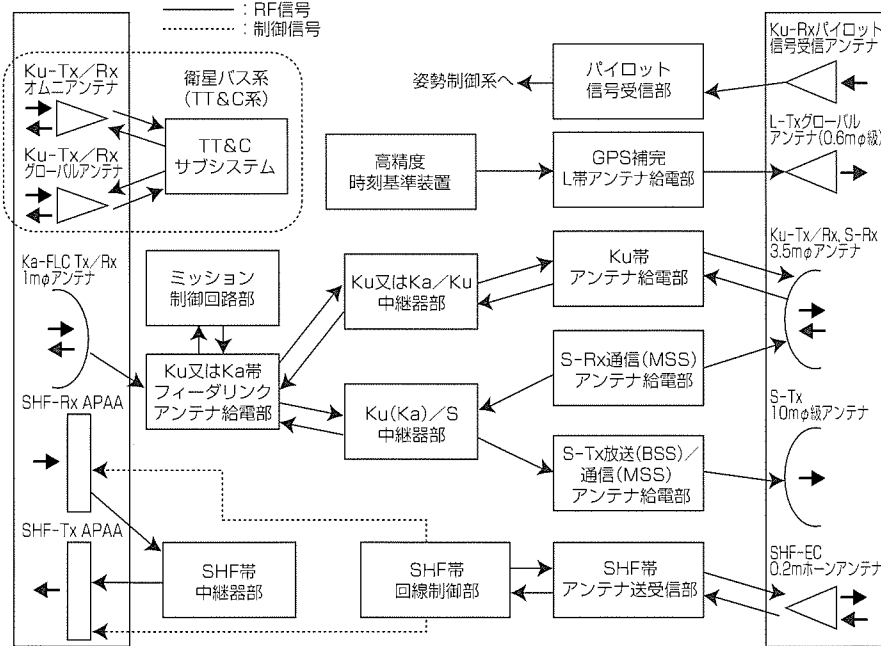 ：RF信号
：制御信号
Ku-Tx／Rx
オムニアンテナ
衛星バス系
(TT&C系)
TT&C
サブシステム
Ku-Tx／Rx
グローバルアンテナ
姿勢制御系へ
パイロット
信号受信部
Ku-Rxパイロット
信号受信アンテナ
高精度
時刻基準装置
GPS補完
L帯アンテナ給電部
L-Txグローバル
アンテナ(0.6mφ級)
Ka-FLC Tx／Rx
1mφアンテナ
ミッション
制御回路部
Ku又はKa／Ku
中継器部
Ku帯
アンテナ給電部
Ku-Tx／Rx, S-Rx
3.5mφアンテナ
Ku又はKa帯
フィーダリンク
アンテナ給電部
Ku(Ka)／S
中継器部
S-Rx通信(MSS)
アンテナ給電部
S-Tx放送(BSS)／
通信(MSS)
アンテナ給電部
S-Tx
10mφ級アンテナ
SHF-Rx APAA
SHF-Tx APAA
SHF帯
中継器部
SHF帯
回線制御部
SHF帯
アンテナ送受信部
SHF-EC
0.2mホーンアンテナ